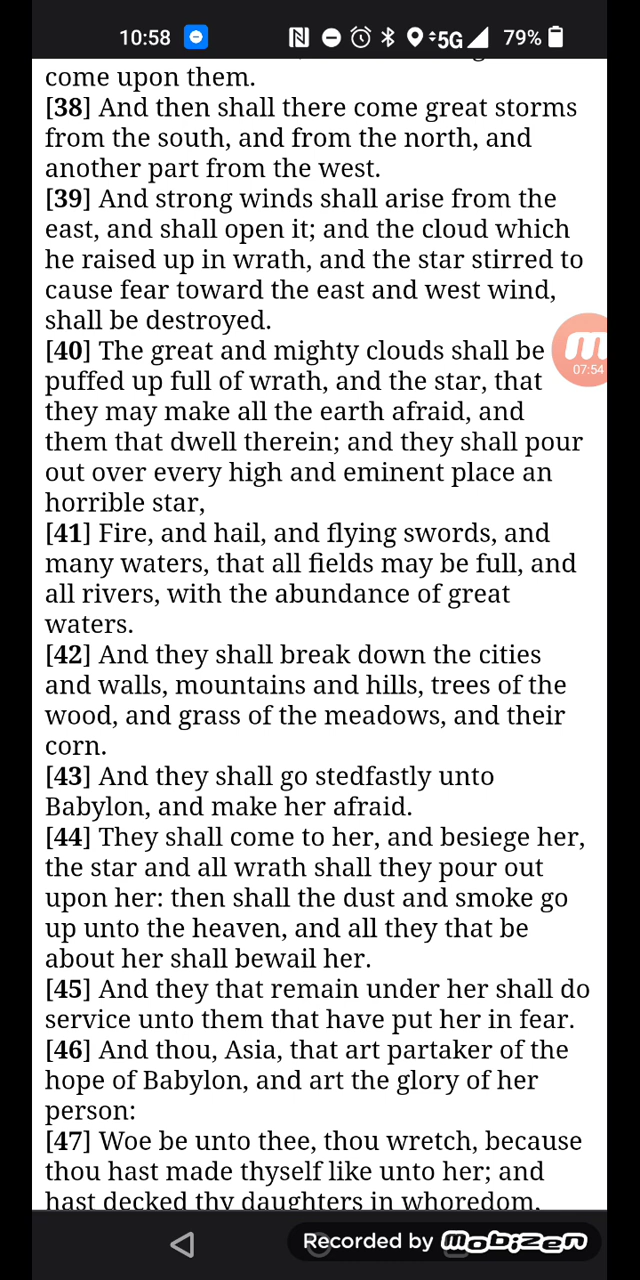 10:58 5G 79%
come upon them.
[38] And then shall there come great storms
from the south, and from the north, and
another part from the west.
[39] And strong winds shall arise from the
east, and shall open it; and the cloud which
he raised up in wrath, and the star stirred to
cause fear toward the east and west wind,
shall be destroyed.
[40] The great and mighty clouds shall be
puffed up full of wrath, and the star, that
they may make all the earth afraid, and
them that dwell therein; and they shall pour
out over every high and eminent place an
horrible star,
[41] Fire, and hail, and flying swords, and
many waters, that all fields may be full, and
all rivers, with the abundance of great
waters.
[42] And they shall break down the cities
and walls, mountains and hills, trees of the
wood, and grass of the meadows, and their
corn.
[43] And they shall go stedfastly unto
Babylon, and make her afraid.
[44] They shall come to her, and besiege her,
the star and all wrath shall they pour out
upon her: then shall the dust and smoke go
up unto the heaven, and all they that be
about her shall bewail her.
[45] And they that remain under her shall do
service unto them that have put her in fear.
[46] And thou, Asia, that art partaker of the
hope of Babylon, and art the glory of her
person:
[47] Woe be unto thee, thou wretch, because
thou hast made thyself like unto her; and
hast decked thy daughters in whoredom,
m
07:54
Recorded by Mobizen